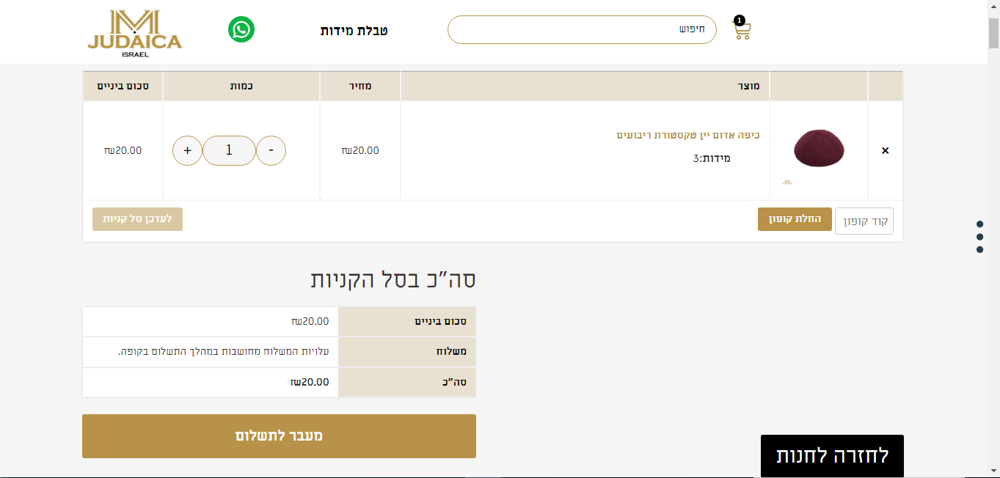 1
חיפוש
טבלת מידות
M
JUDAICA
ISRAEL
מוצר
מחיר
כמות
סכום ביניים
×
כיפה אדום יין טקסטורת ריבועים
מידות:3
₪20.00
- 1 +
₪20.00
קוד קופון
החלת קופון
לעדכן סל קניות
סה"כ בסל הקניות
סכום ביניים
₪20.00
משלוח
עלויות המשלוח מחושבות במהלך התשלום בקופה.
סה"כ
₪20.00
מעבר לתשלום
לחזרה לחנות